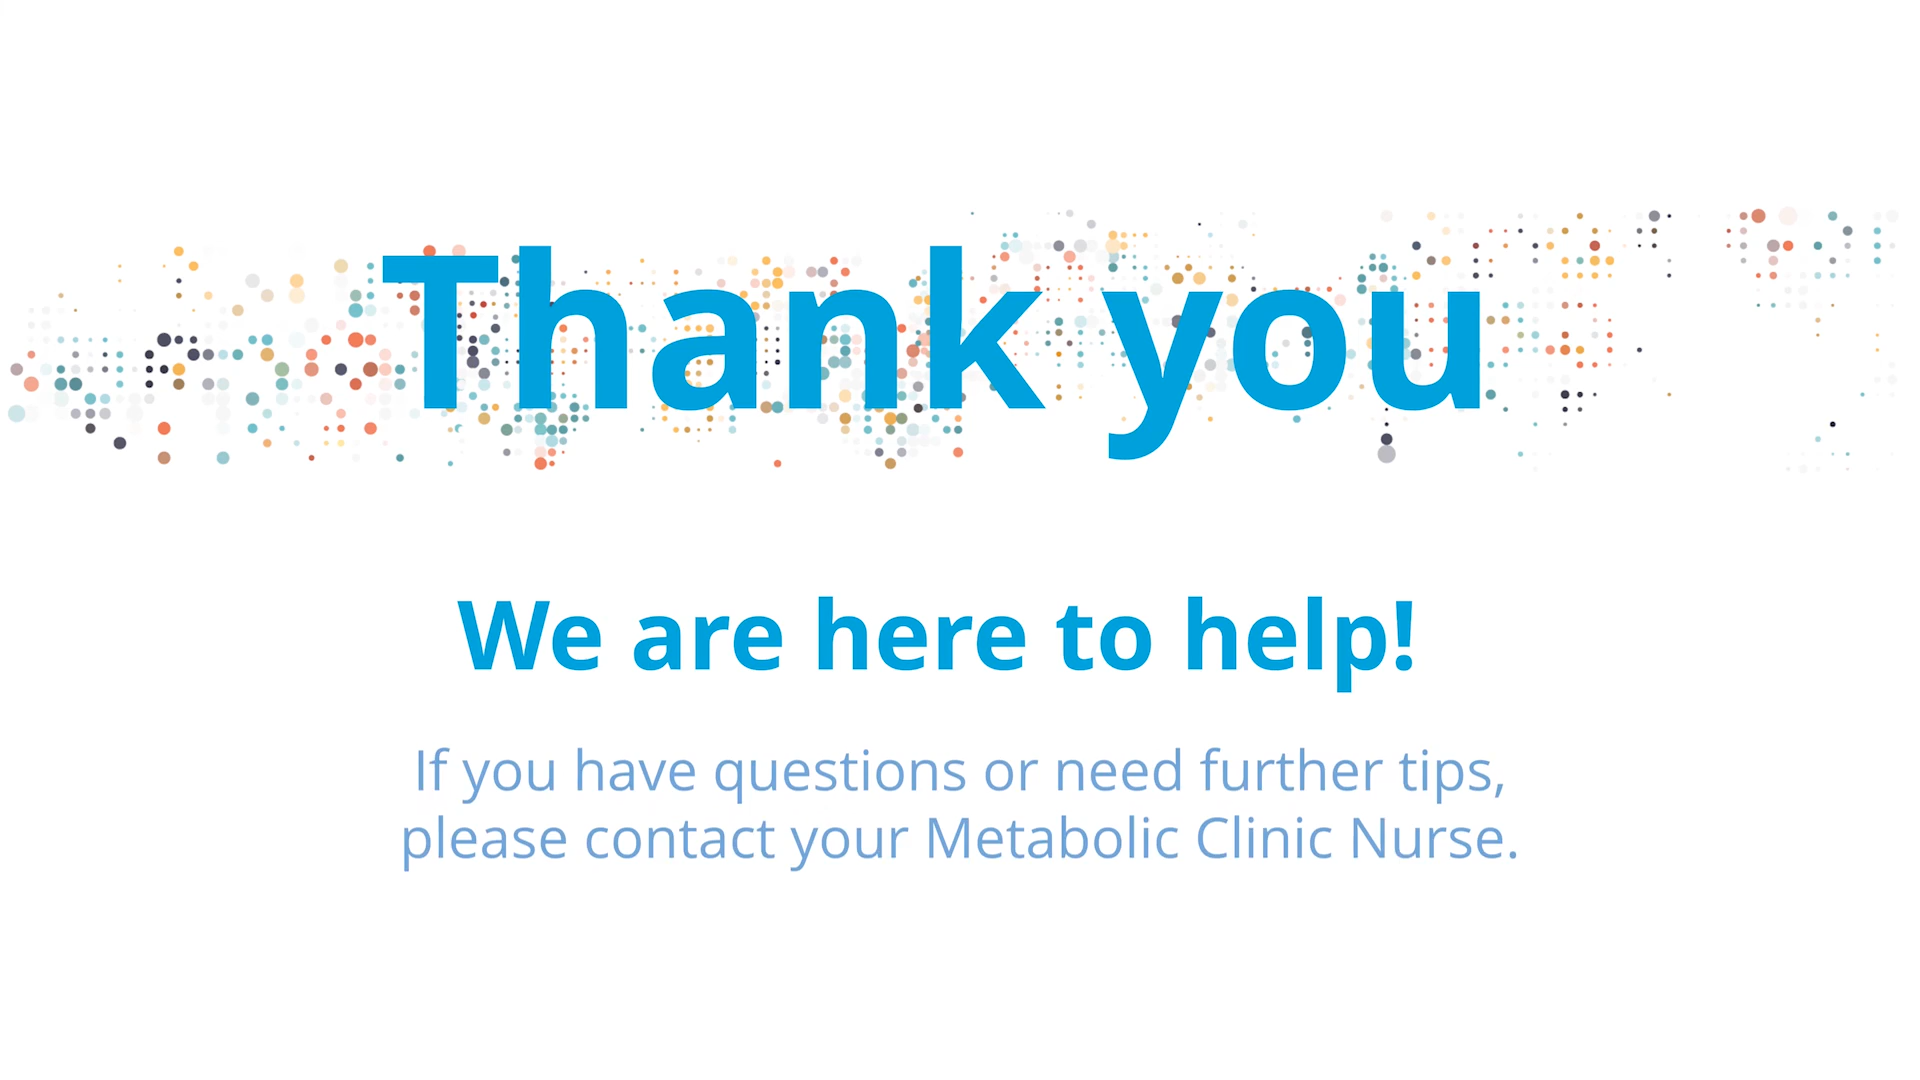 Thank you
We are here to help!
If you have questions or need further tips,
please contact your Metabolic Clinic Nurse.